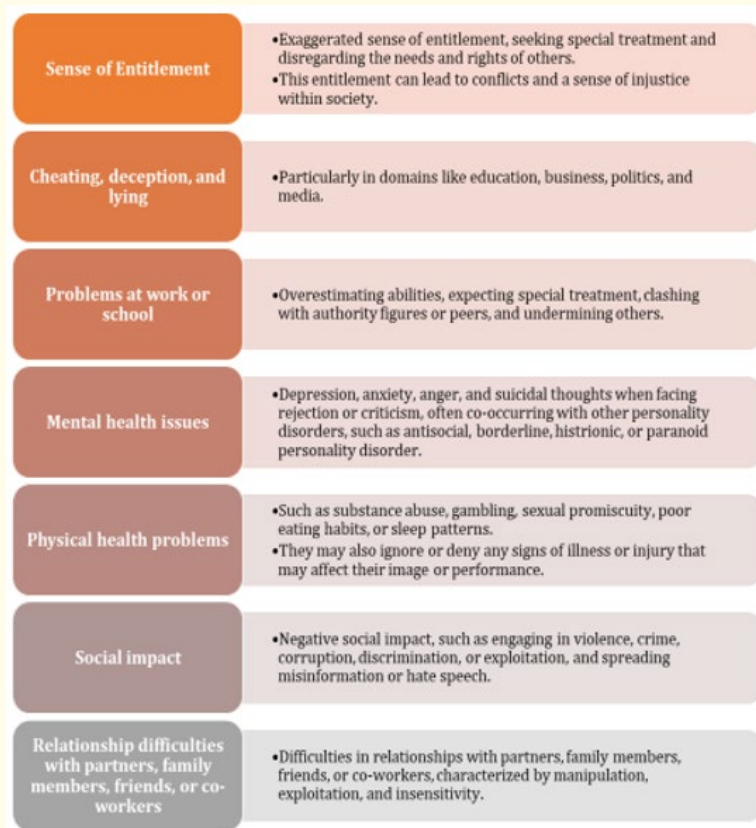 Sense of Entitlement
•Exaggerated sense of entitlement, seeking special treatment and
disregarding the needs and rights of others.
•This entitlement can lead to conflicts and a sense of injustice
within society.
Cheating, deception, and
lying
•Particularly in domains like education, business, politics, and
media.
Problems at work or
school
•Overestimating abilities, expecting special treatment, clashing
with authority figures or peers, and undermining others.
Mental health issues
•Depression, anxiety, anger, and suicidal thoughts when facing
rejection or criticism, often co-occurring with other personality
disorders, such as antisocial, borderline, histrionic, or paranoid
personality disorder.
Physical health problems
•Such as substance abuse, gambling, sexual promiscuity, poor
eating habits, or sleep patterns.
•They may also ignore or deny any signs of illness or injury that
may affect their image or performance.
Social impact
•Negative social impact, such as engaging in violence, crime,
corruption, discrimination, or exploitation, and spreading
misinformation or hate speech.
Relationship difficulties
with partners, family
members, friends, or co-
workers
•Difficulties in relationships with partners, family members,
friends, or co-workers, characterized by manipulation,
exploitation, and insensitivity.